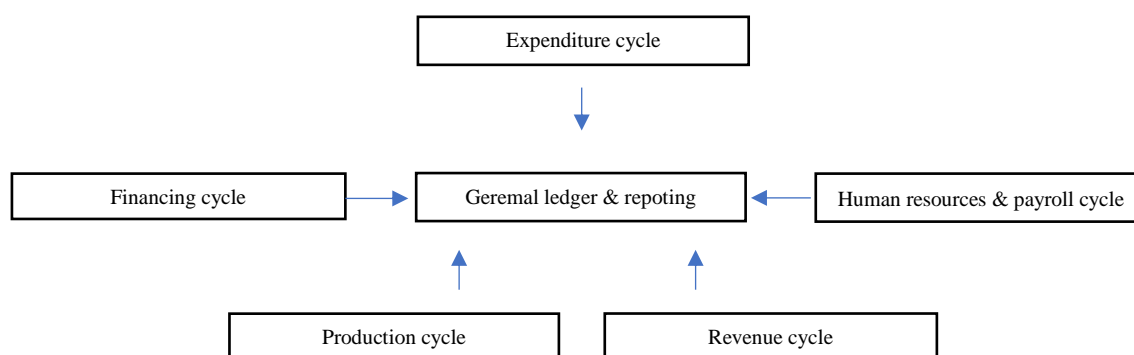 Expenditure cycle
Financing cycle
Geremal ledger & repoting
Human resources & payroll cycle
Production cycle
Revenue cycle